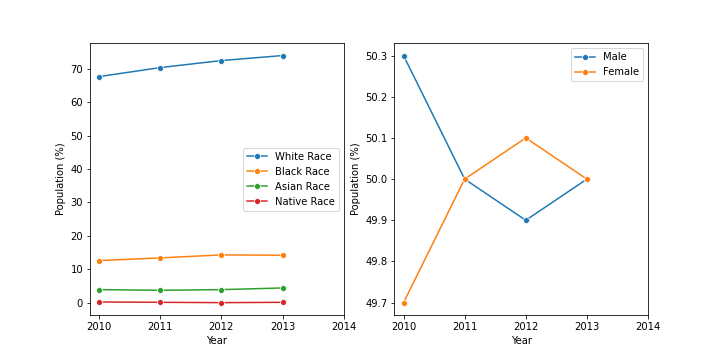 70
60
50
40
30
20
10
0
Population (%)
2010 2011 2012 2013 2014
Year
White Race
Black Race
Asian Race
Native Race
50.3
50.2
50.1
50.0
49.9
49.8
49.7
Population (%)
2010 2011 2012 2013 2014
Year
Male
Female